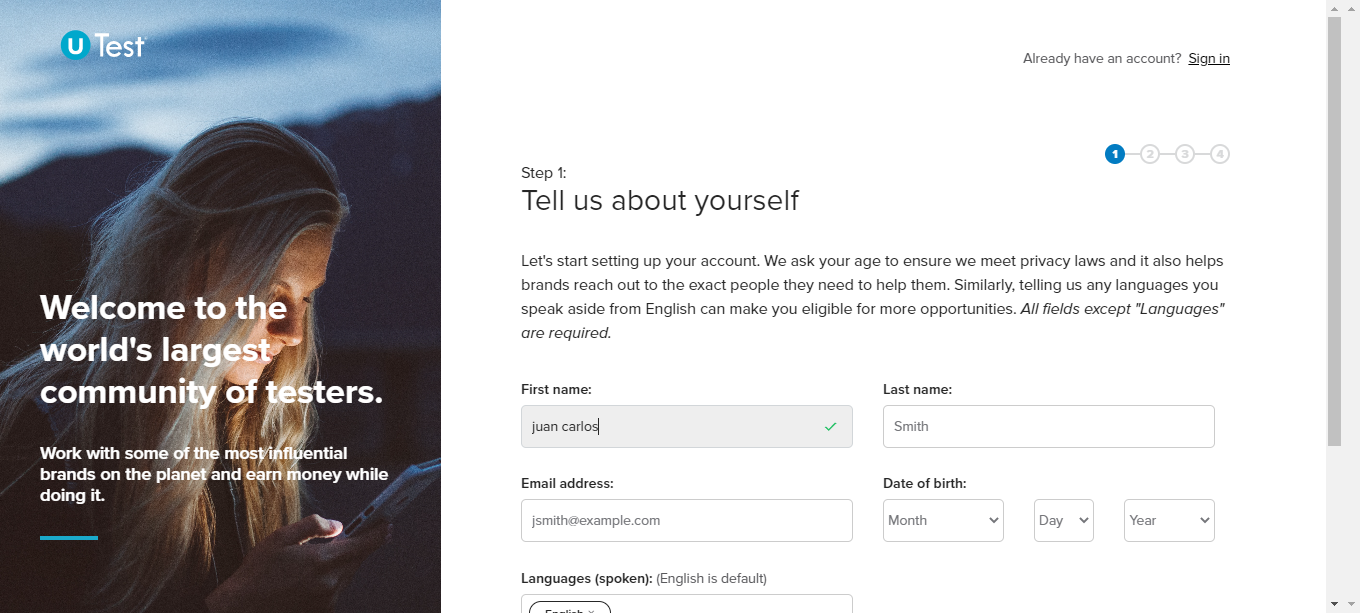 U Test
Already have an account? Sign in
1 2 3 4
Step 1:
Tell us about yourself
Let's start setting up your account. We ask your age to ensure we meet privacy laws and it also helps
brands reach out to the exact people they need to help them. Similarly, telling us any languages you
speak aside from English can make you eligible for more opportunities. All fields except "Languages"
are required.
Welcome to the
world's largest
community of testers.
Work with some of the most influential
brands on the planet and earn money while
doing it.
First name:
Last name:
juan carlos
Smith
Email address:
Date of birth:
jsmith@example.com
Month
Day
Year
Languages (spoken): (English is default)
English ×